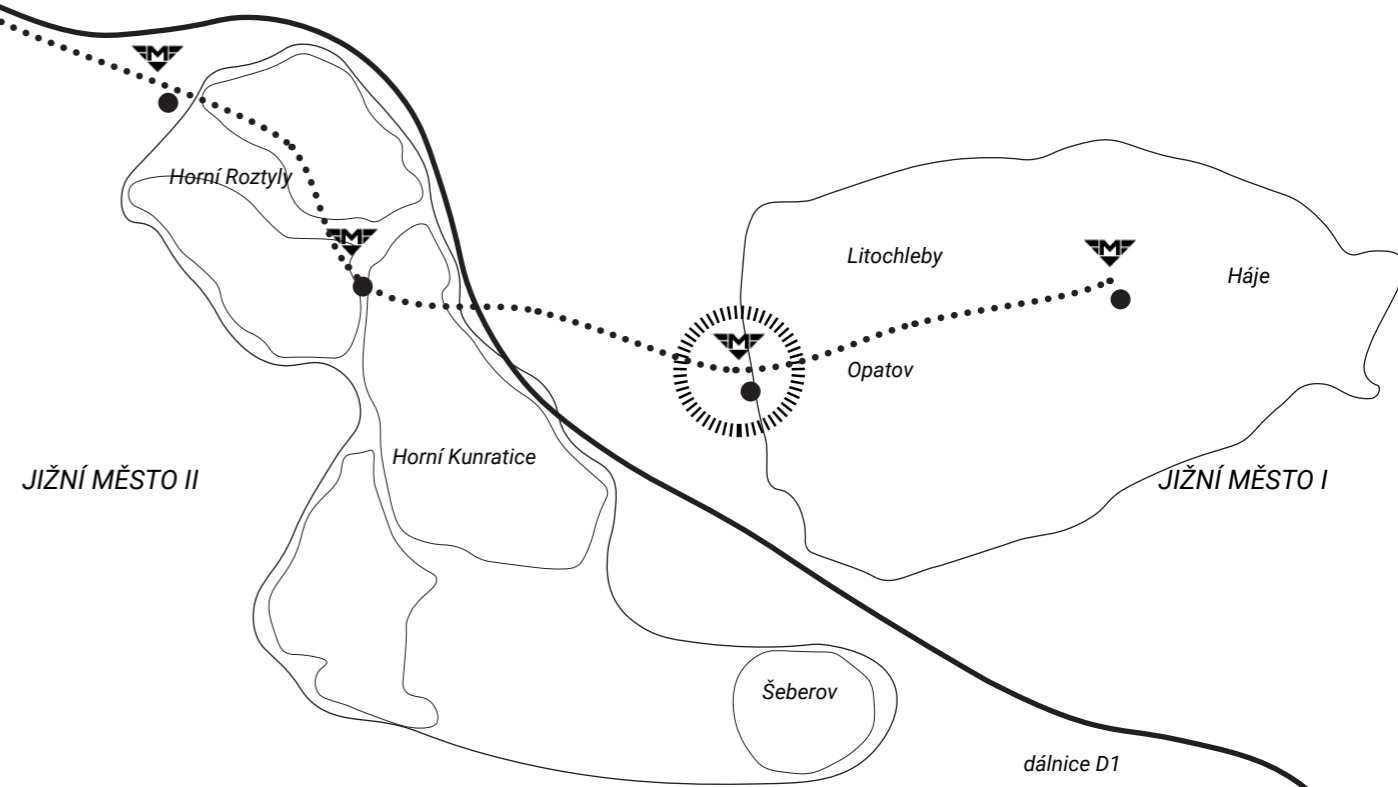 M
Horní Roztyly
M
Litochleby
M
Háje
M
Opatov
Horní Kunratice
JIŽNÍ MĚSTO II
JIŽNÍ MĚSTO I
Šeberov
dálnice D1